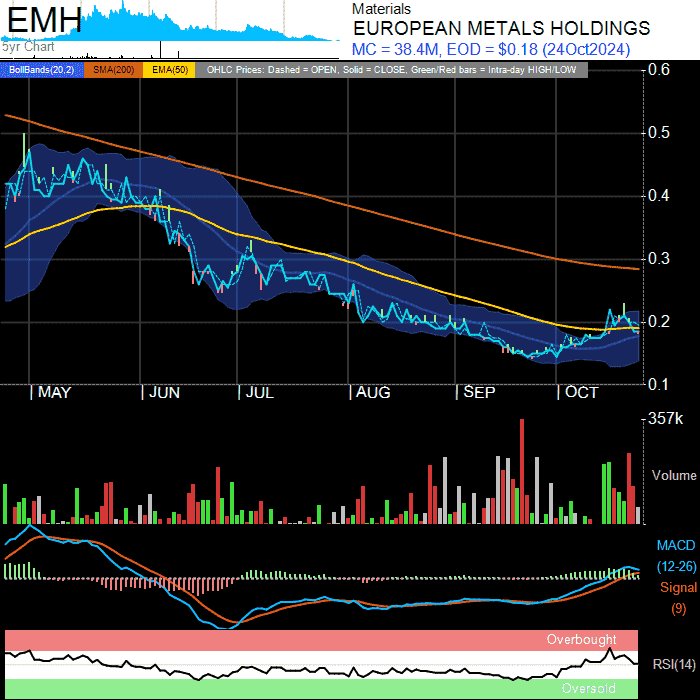 EMH
5yr Chart
Materials
EUROPEAN METALS HOLDINGS
MC = 38.4M, EOD = $0.18 (24Oct2024)
BollBands(20,2) SMA(200) EMA(50) OHLC Prices: Dashed = OPEN, Solid = CLOSE, Green/Red bars = Intra-day HIGH/LOW
0.6
0.5
0.4
0.3
0.2
0.1
MAY JUN JUL AUG SEP OCT
357k
Volume
MACD
(12-26)
Signal
(9)
Overbought
RSI(14)
Oversold